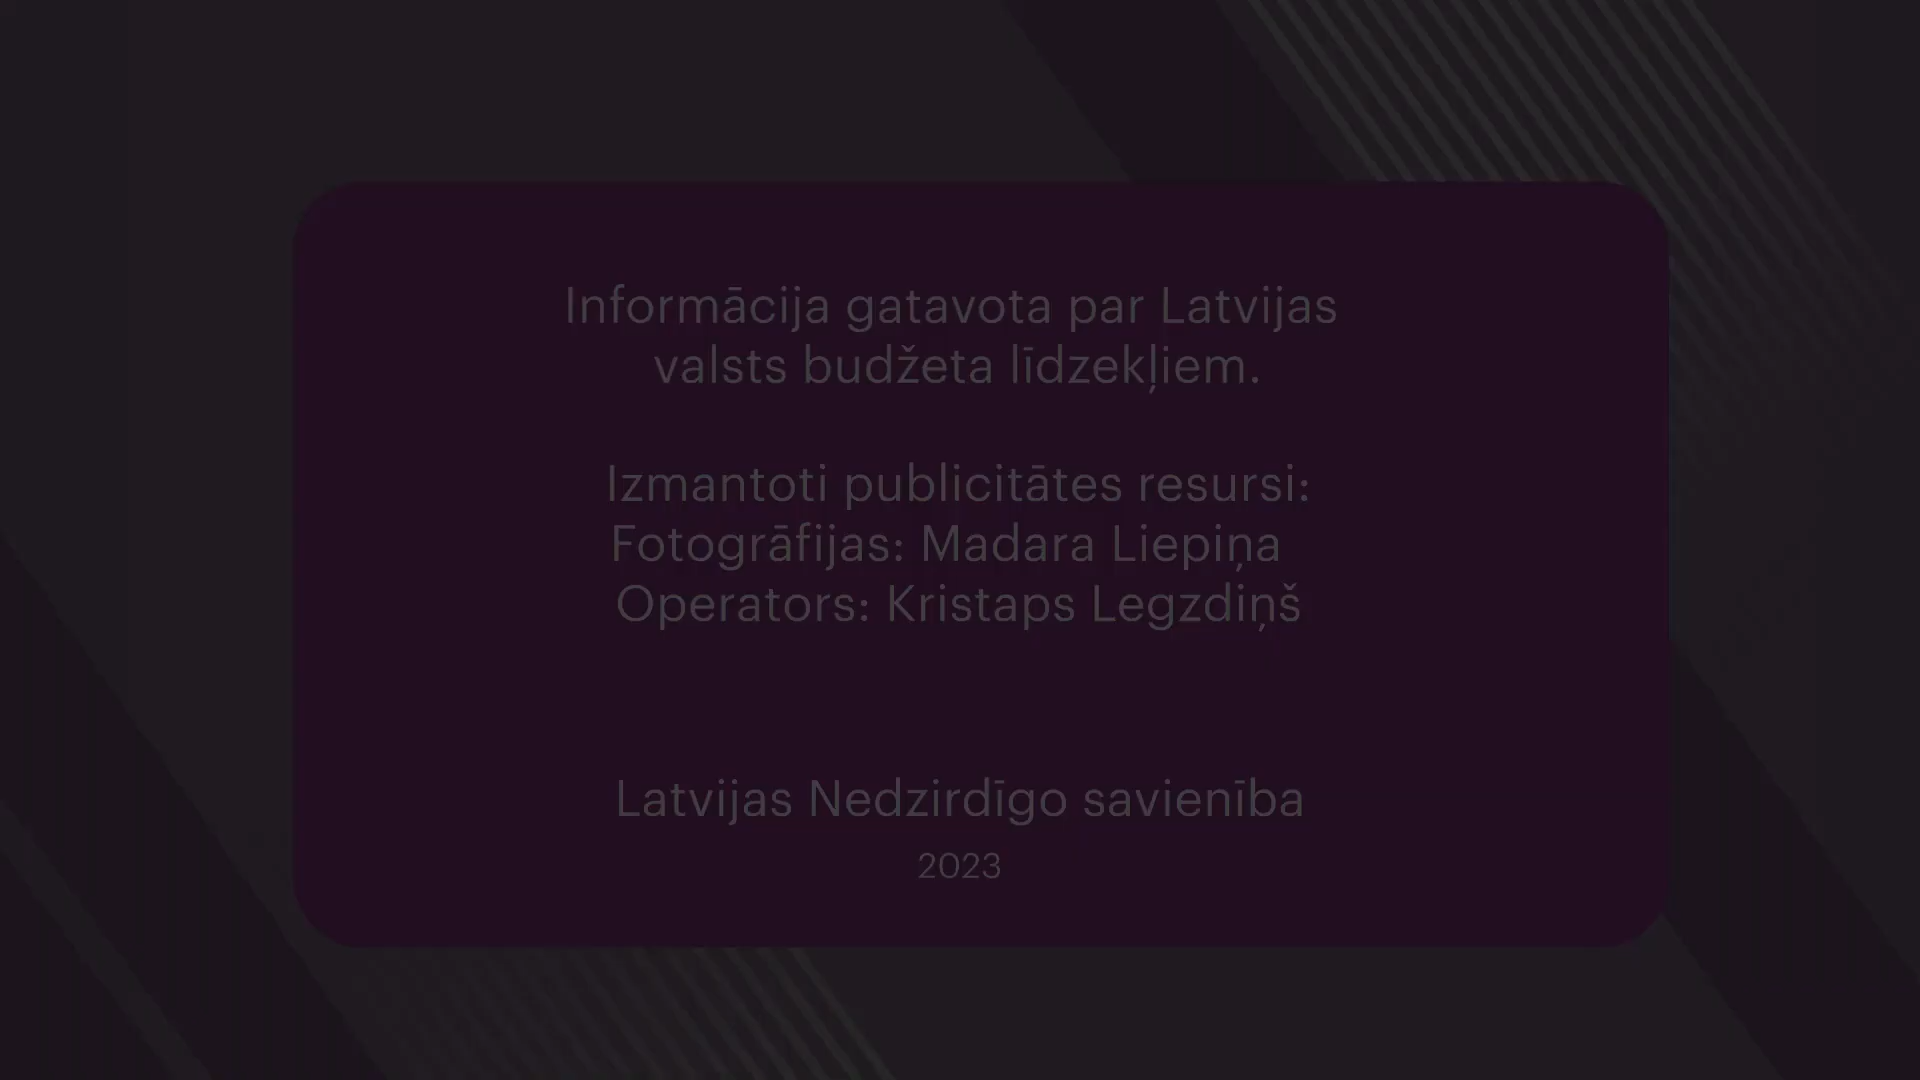 Informācija gatavota par Latvijas
valsts budžeta līdzekļiem.
Izmantoti publicitātes resursi:
Fotogrāfijas: Madara Liepiņa
Operators: Kristaps Legzdiņš
Latvijas Nedzirdīgo savienība
2023